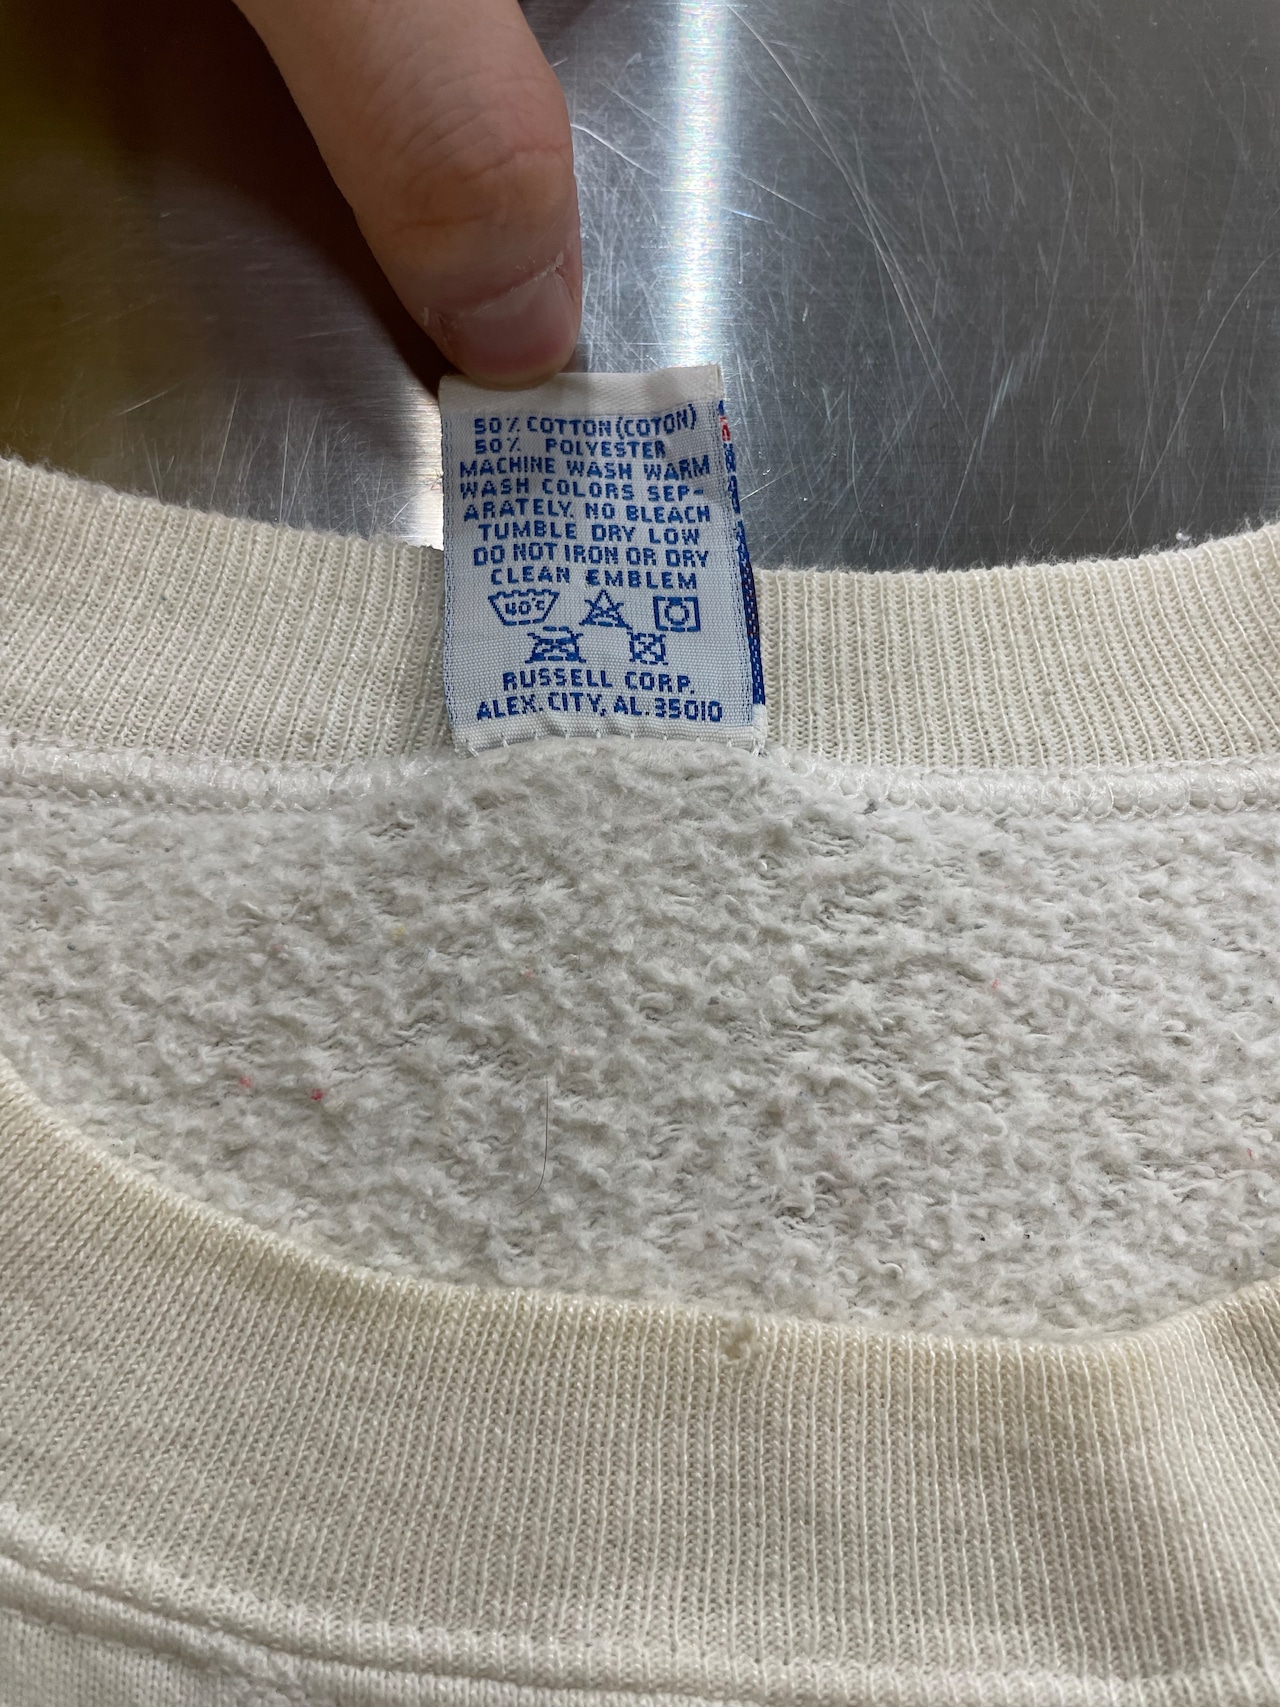 50% COTTON (COTON)
50% POLYESTER
MACHINE WASH WARM
WASH COLORS SEP-
ARATELY. NO BLEACH
TUMBLE DRY LOW
DO NOT IRON OR DRY
CLEAN EMBLEM
40°C
RUSSELL CORP.
ALEX. CITY, AL. 35010